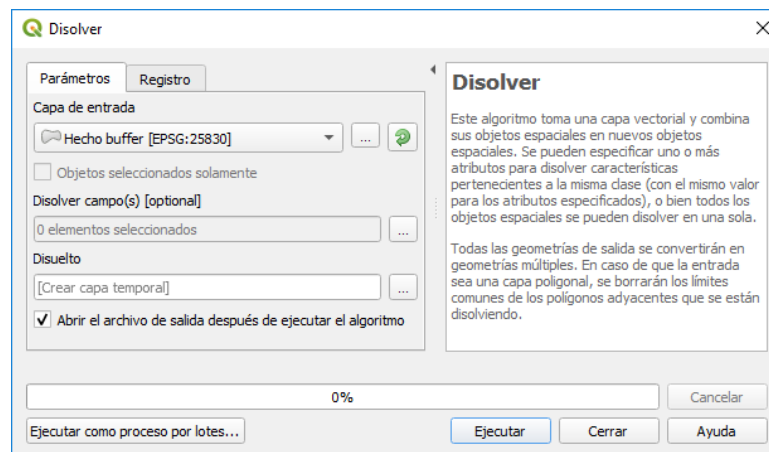 Disolver
Parámetros
Registro
Capa de entrada
Hecho buffer [EPSG:25830]
...
Objetos seleccionados solamente
Disolver campo(s) [optional]
0 elementos seleccionados
...
Disuelto
[Crear capa temporal]
...
Abrir el archivo de salida después de ejecutar el algoritmo
Disolver
Este algoritmo toma una capa vectorial y combina
sus objetos espaciales en nuevos objetos
espaciales. Se pueden especificar uno o más
atributos para disolver características
pertenecientes a la misma clase (con el mismo valor
para los atributos especificados), o bien todos los
objetos espaciales se pueden disolver en una sola.
Todas las geometrías de salida se convertirán en
geometrías múltiples. En caso de que la entrada
sea una capa poligonal, se borrarán los límites
comunes de los polígonos adyacentes que se están
disolviendo.
0%
Cancelar
Ejecutar como proceso por lotes...
Ejecutar
Cerrar
Ayuda